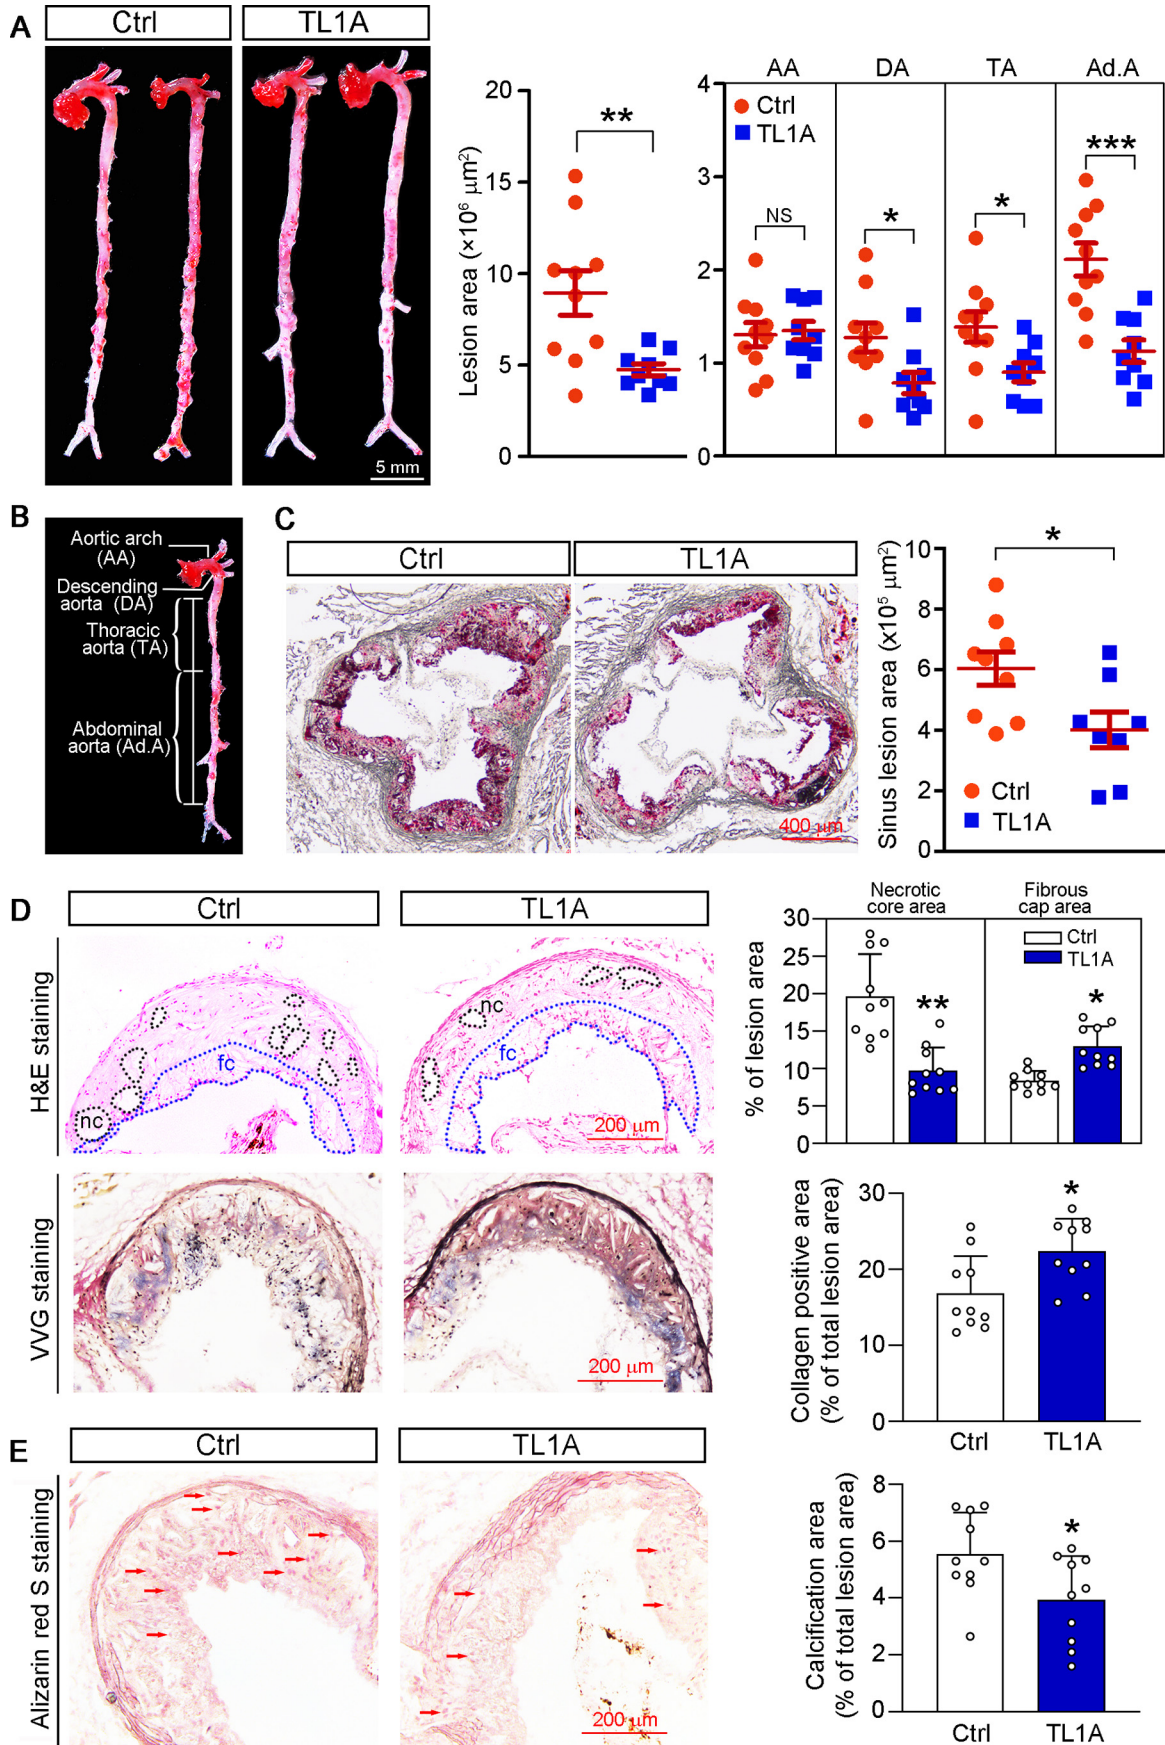 A
Ctrl
TL1A
5 mm
Lesion area (×10⁶ μm²)
20
15
10
5
0
**
AA
DA
TA
Ad.A
4
3
2
1
0
Ctrl
TL1A
NS
*
*
***
B
Aortic arch
(AA)
Descending
aorta (DA)
Thoracic
aorta (TA)
Abdominal
aorta (Ad.A)
C
Ctrl
TL1A
400 μm
Sinus lesion area (x10⁵ μm²)
10
8
6
4
2
0
*
Ctrl
TL1A
D
Ctrl
TL1A
H&E staining
nc
fc
nc
fc
200 μm
Necrotic
core area
Fibrous
cap area
% of lesion area
30
25
20
15
10
5
0
Ctrl
TL1A
**
*
VVG staining
200 μm
Collagen positive area
(% of total lesion area)
30
20
10
0
*
Ctrl
TL1A
E
Ctrl
TL1A
Alizarin red S staining
200 μm
Calcification area
(% of total lesion area)
8
6
4
2
0
*
Ctrl
TL1A